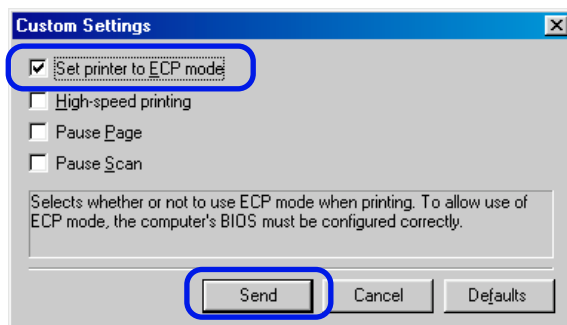 Custom Settings
Set printer to ECP mode
High-speed printing
Pause Page
Pause Scan
Selects whether or not to use ECP mode when printing. To allow use of
ECP mode, the computer's BIOS must be configured correctly.
Send Cancel Defaults